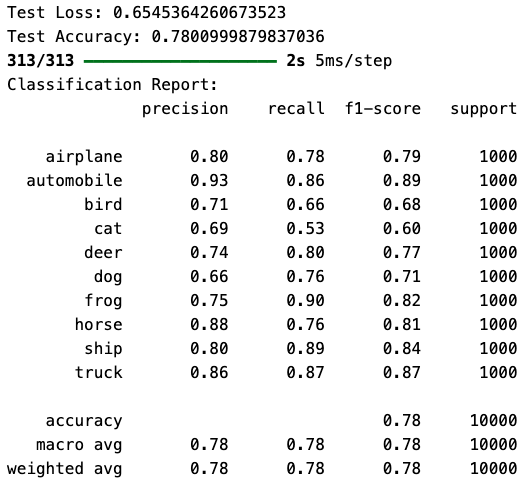 Test Loss: 0.6545364260673523
Test Accuracy: 0.7800999879837036
313/313 ━━━━━━━━━━━━━━━━━━━━ 2s 5ms/step
Classification Report:
precision recall f1-score support
airplane 0.80 0.78 0.79 1000
automobile 0.93 0.86 0.89 1000
bird 0.71 0.66 0.68 1000
cat 0.69 0.53 0.60 1000
deer 0.74 0.80 0.77 1000
dog 0.66 0.76 0.71 1000
frog 0.75 0.90 0.82 1000
horse 0.88 0.76 0.81 1000
ship 0.80 0.89 0.84 1000
truck 0.86 0.87 0.87 1000
accuracy 0.78 10000
macro avg 0.78 0.78 0.78 10000
weighted avg 0.78 0.78 0.78 10000